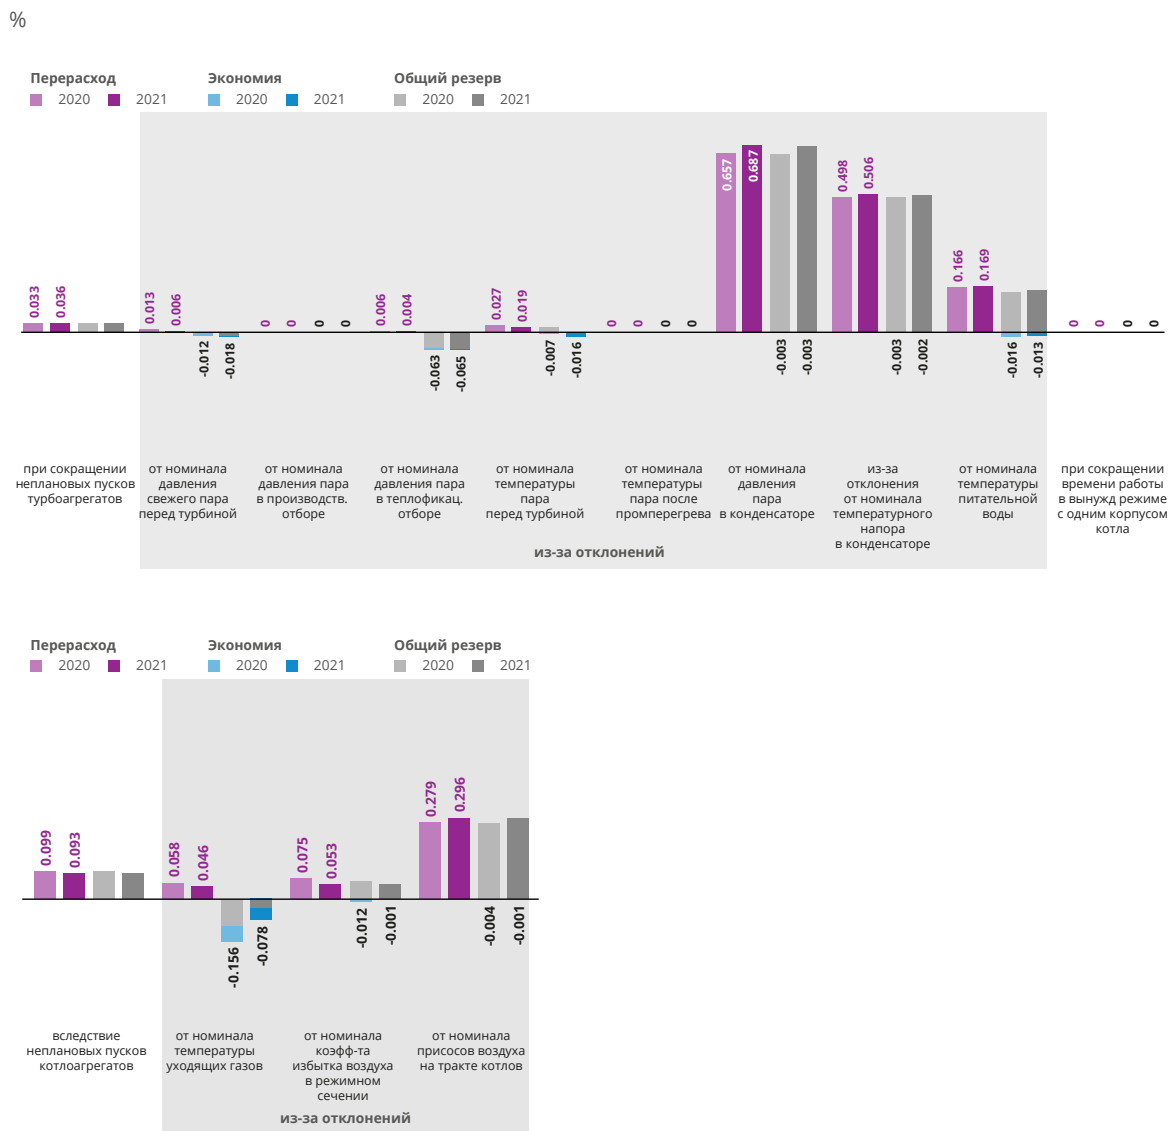 %
Перерасход Экономия Общий резерв
2020 2021 2020 2021 2020 2021
0.033 0.036 0.013 0.006 0 0 0 0 0.006 0.004 0.027 0.019 0 0 0 0 0.657 0.687 0.498 0.506 0.166 0.169 0 0 0 0
-0.012 -0.018 -0.063 -0.065 -0.007 -0.016 -0.003 -0.003 -0.003 -0.002 -0.016 -0.013
при сокращении
неплановых пусков
турбоагрегатов
от номинала
давления
свежего пара
перед турбиной
от номинала
давления пара
в производств.
отборе
от номинала
давления пара
в теплофикац.
отборе
от номинала
температуры
пара
перед турбиной
от номинала
температуры
пара после
промперегрева
от номинала
давления
пара
в конденсаторе
из-за
отклонения
от номинала
температурного
напора
в конденсаторе
от номинала
температуры
питательной
воды
при сокращении
времени работы
в вынужд режиме
с одним корпусом
котла
из-за отклонений
Перерасход Экономия Общий резерв
2020 2021 2020 2021 2020 2021
0.099 0.093 0.058 0.046 0.075 0.053 0.279 0.296
-0.156 -0.078 -0.012 -0.001 -0.004 -0.001
вследствие
неплановых пусков
котлоагрегатов
от номинала
температуры
уходящих газов
от номинала
коэфф-та
избытка воздуха
в режимном
сечении
от номинала
присосов воздуха
на тракте котлов
из-за отклонений